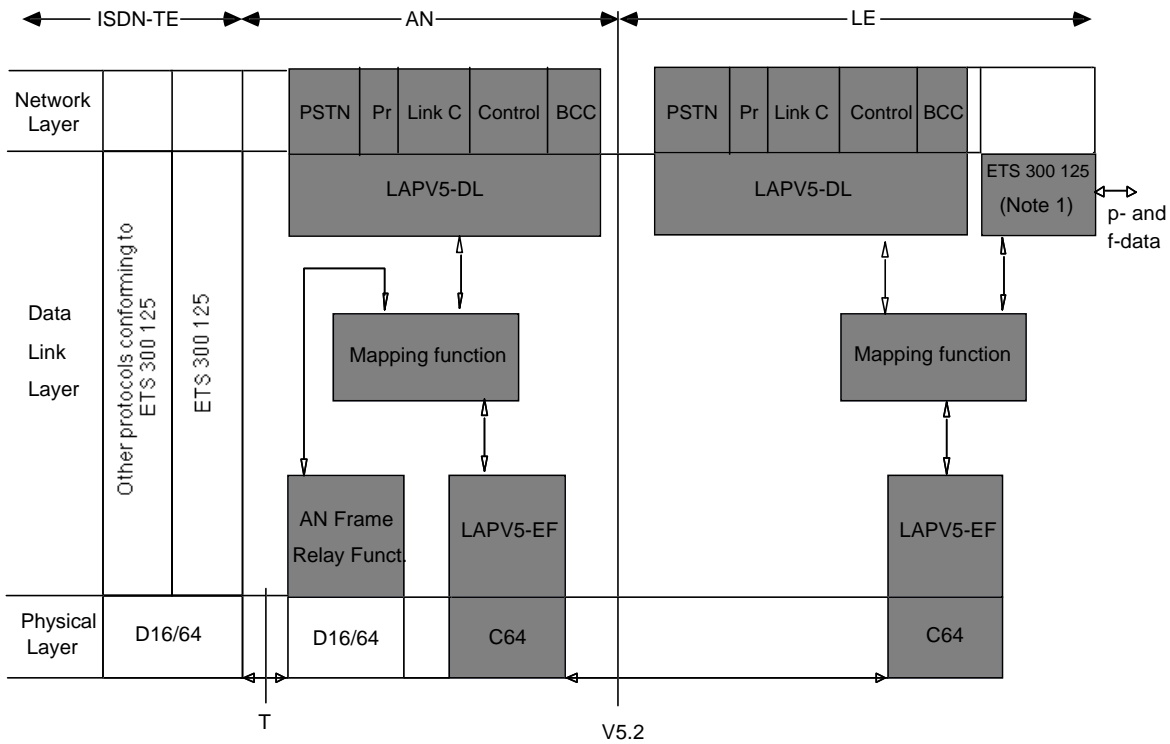 ISDN-TE AN LE
Network
Layer
PSTN Pr Link C Control BCC
PSTN Pr Link C Control BCC
LAPV5-DL
LAPV5-DL
ETS 300 125
(Note 1)
p- and
f-data
Data
Link
Layer
Other protocols conforming to
ETS 300 125
ETS 300 125
Mapping function
Mapping function
AN Frame
Relay Funct.
LAPV5-EF
LAPV5-EF
Physical
Layer
D16/64
D16/64
C64
C64
T
V5.2